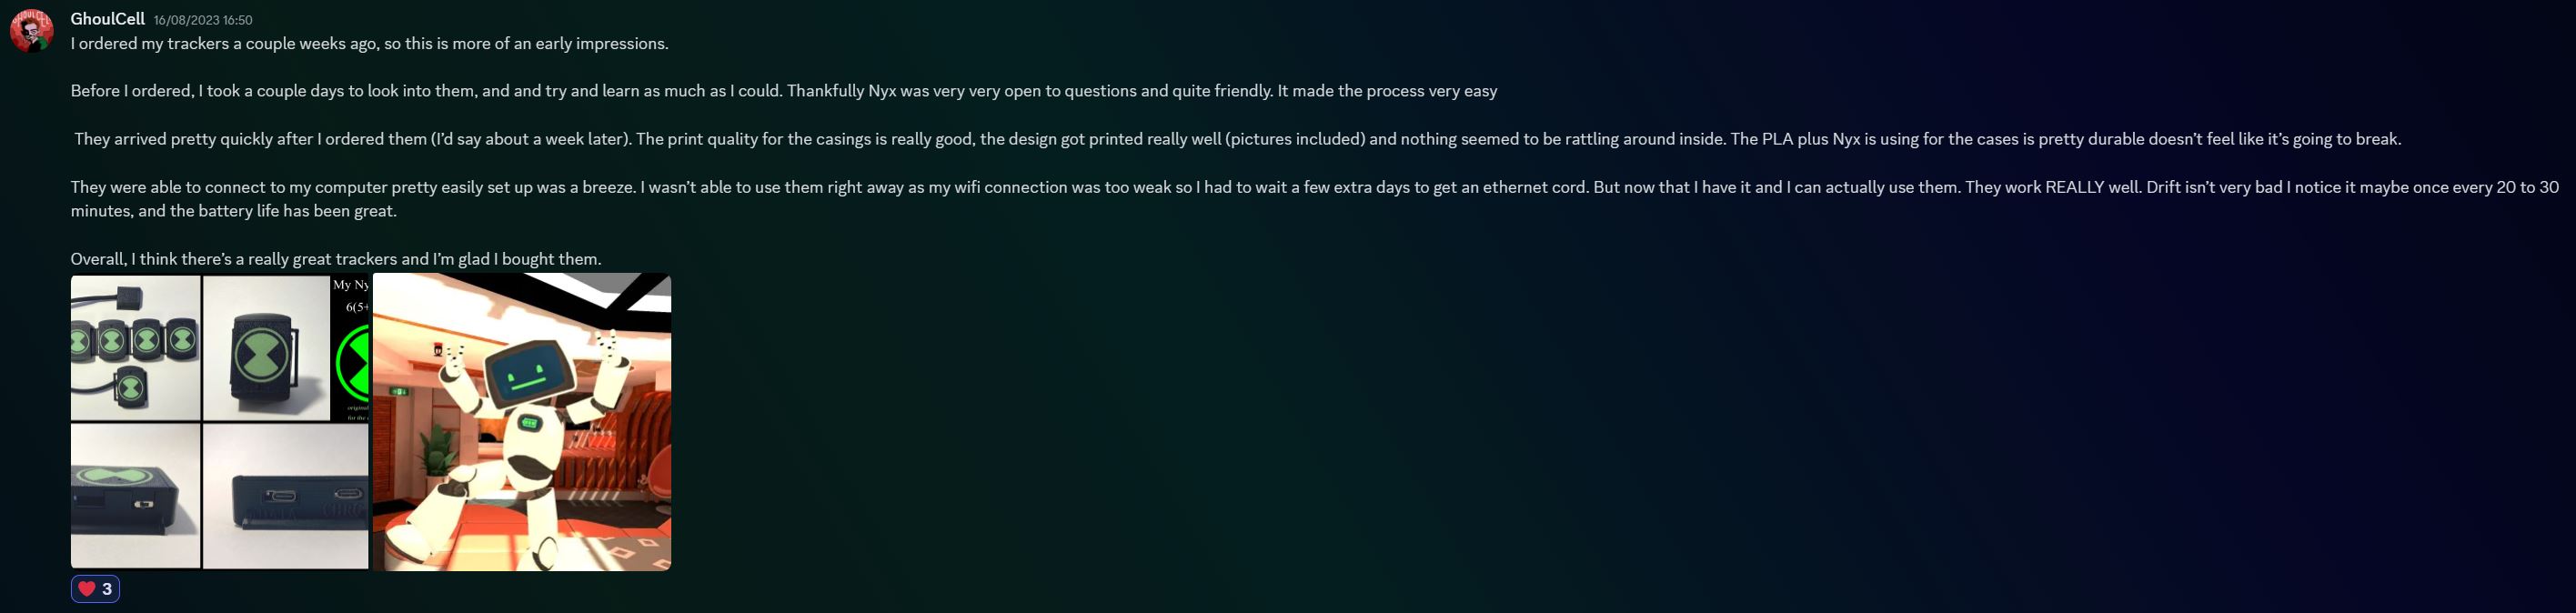 GhoulCell 16/08/2023 16:50
I ordered my trackers a couple weeks ago, so this is more of an early impressions.
Before I ordered, I took a couple days to look into them, and and try and learn as much as I could. Thankfully Nyx was very very open to questions and quite friendly. It made the process very easy
They arrived pretty quickly after I ordered them (I’d say about a week later). The print quality for the casings is really good, the design got printed really well (pictures included) and nothing seemed to be rattling around inside. The PLA plus Nyx is using for the cases is pretty durable doesn’t feel like it’s going to break.
They were able to connect to my computer pretty easily set up was a breeze. I wasn’t able to use them right away as my wifi connection was too weak so I had to wait a few extra days to get an ethernet cord. But now that I have it and I can actually use them. They work REALLY well. Drift isn’t very bad I notice it maybe once every 20 to 30
minutes, and the battery life has been great.
Overall, I think there’s a really great trackers and I’m glad I bought them.
My Ny
6(5+
3